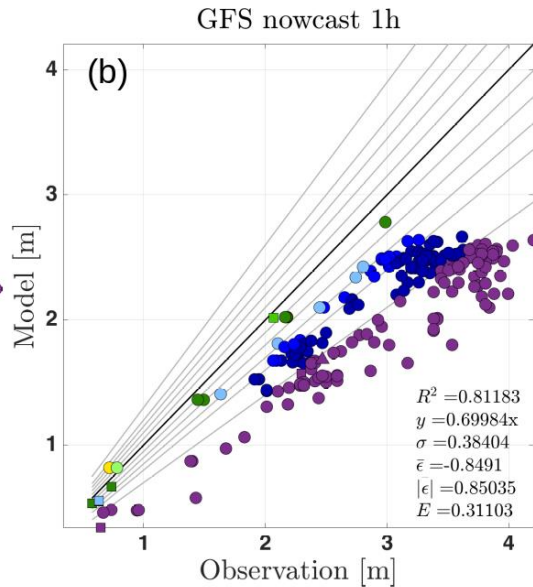 GFS nowcast 1h
(b)
4
3
2
1
Model [m]
R² =0.81183
y =0.69984x
σ =0.38404
ε̄ =-0.8491
|ε̄| =0.85035
E =0.31103
1
2
3
4
Observation [m]